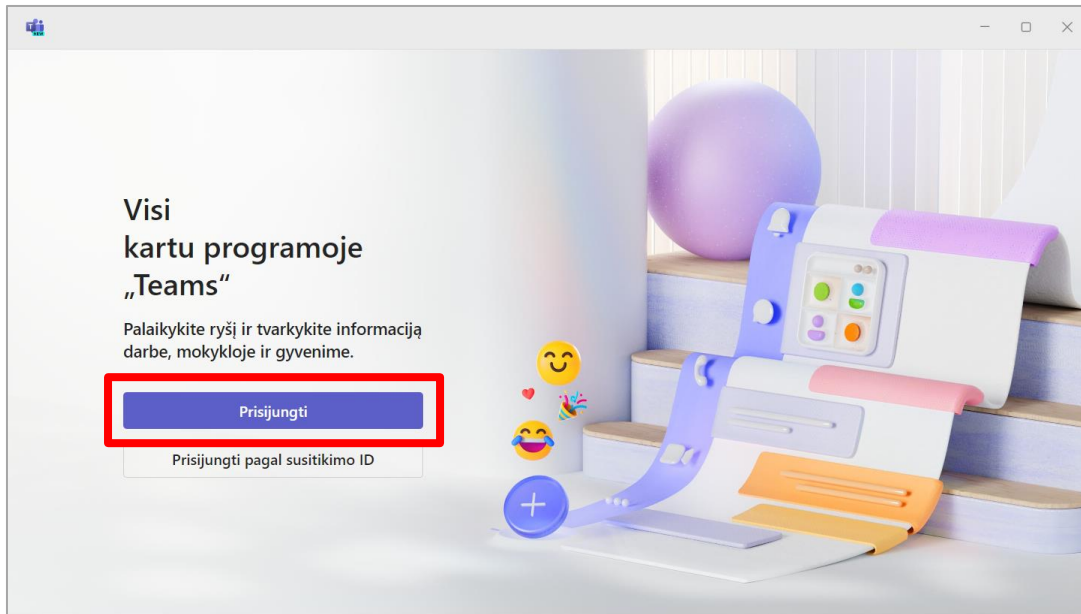 Visi
kartu programoje
„Teams“
Palaikykite ryšį ir tvarkykite informaciją
darbe, mokykloje ir gyvenime.
Prisijungti
Prisijungti pagal susitikimo ID